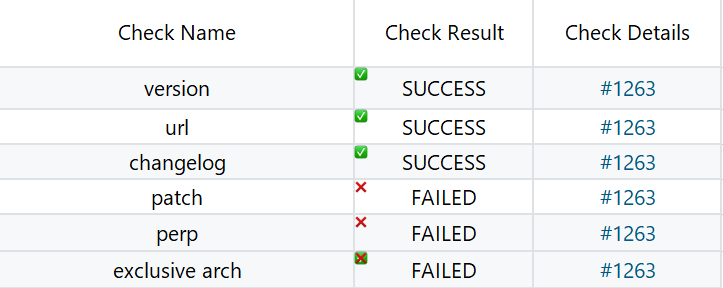 Check Name Check Result Check Details
version SUCCESS #1263
url SUCCESS #1263
changelog SUCCESS #1263
patch FAILED #1263
perp FAILED #1263
exclusive arch FAILED #1263